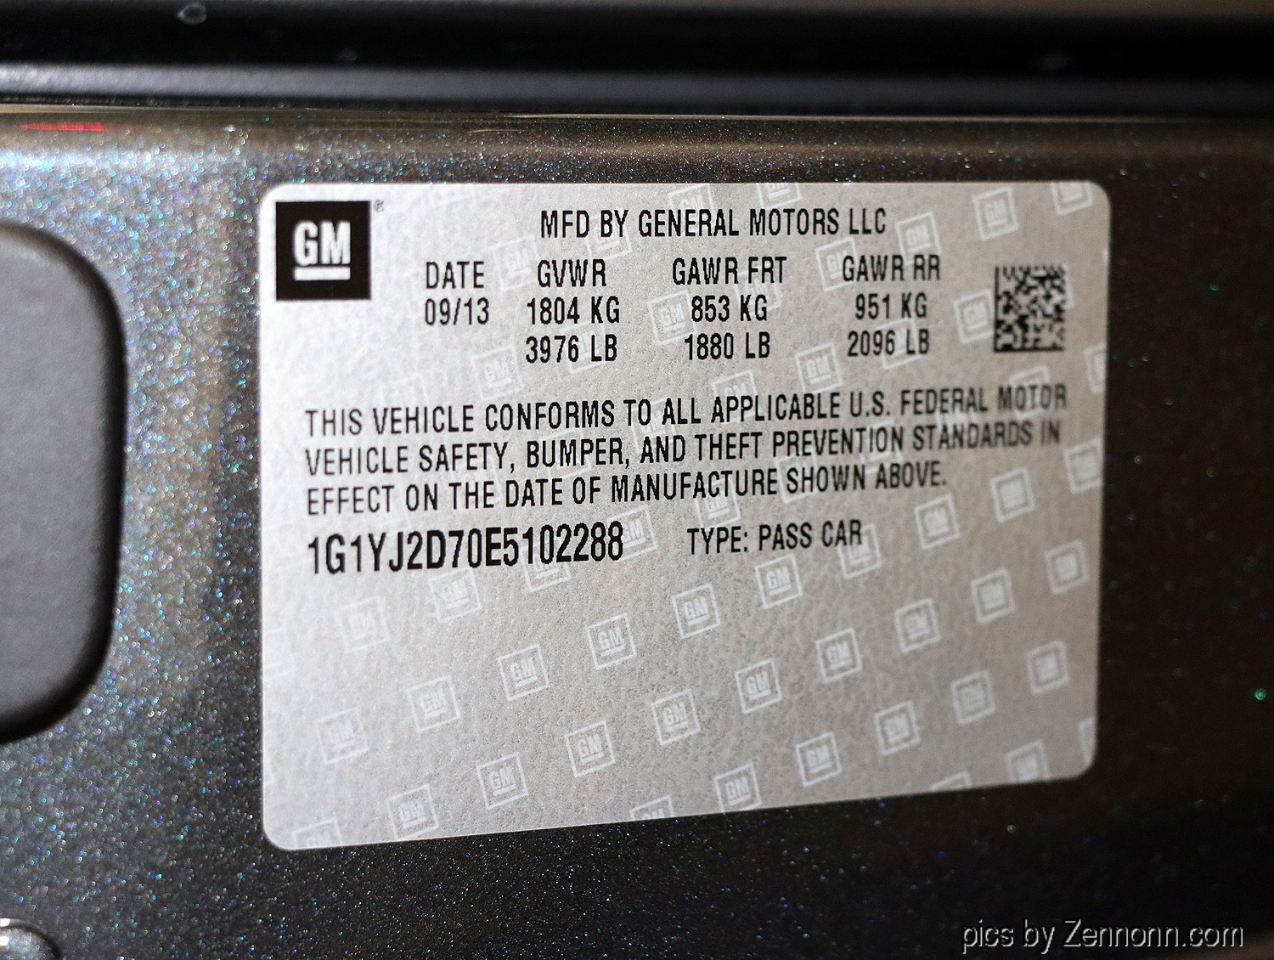 GM®
MFD BY GENERAL MOTORS LLC
DATE GVWR GAWR FRT GAWR RR
09/13 1804 KG 853 KG 951 KG
3976 LB 1880 LB 2096 LB
THIS VEHICLE CONFORMS TO ALL APPLICABLE U.S. FEDERAL MOTOR
VEHICLE SAFETY, BUMPER, AND THEFT PREVENTION STANDARDS IN
EFFECT ON THE DATE OF MANUFACTURE SHOWN ABOVE.
1G1YJ2D70E5102288 TYPE: PASS CAR
pics by Zennonn.com